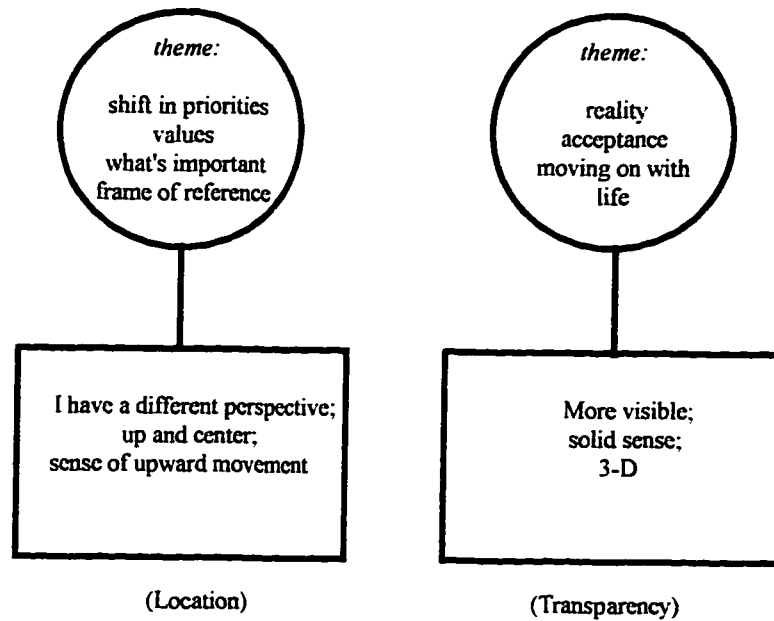 theme:
shift in priorities
values
what's important
frame of reference
I have a different perspective;
up and center;
sense of upward movement
(Location)
theme:
reality
acceptance
moving on with
life
More visible;
solid sense;
3-D
(Transparency)